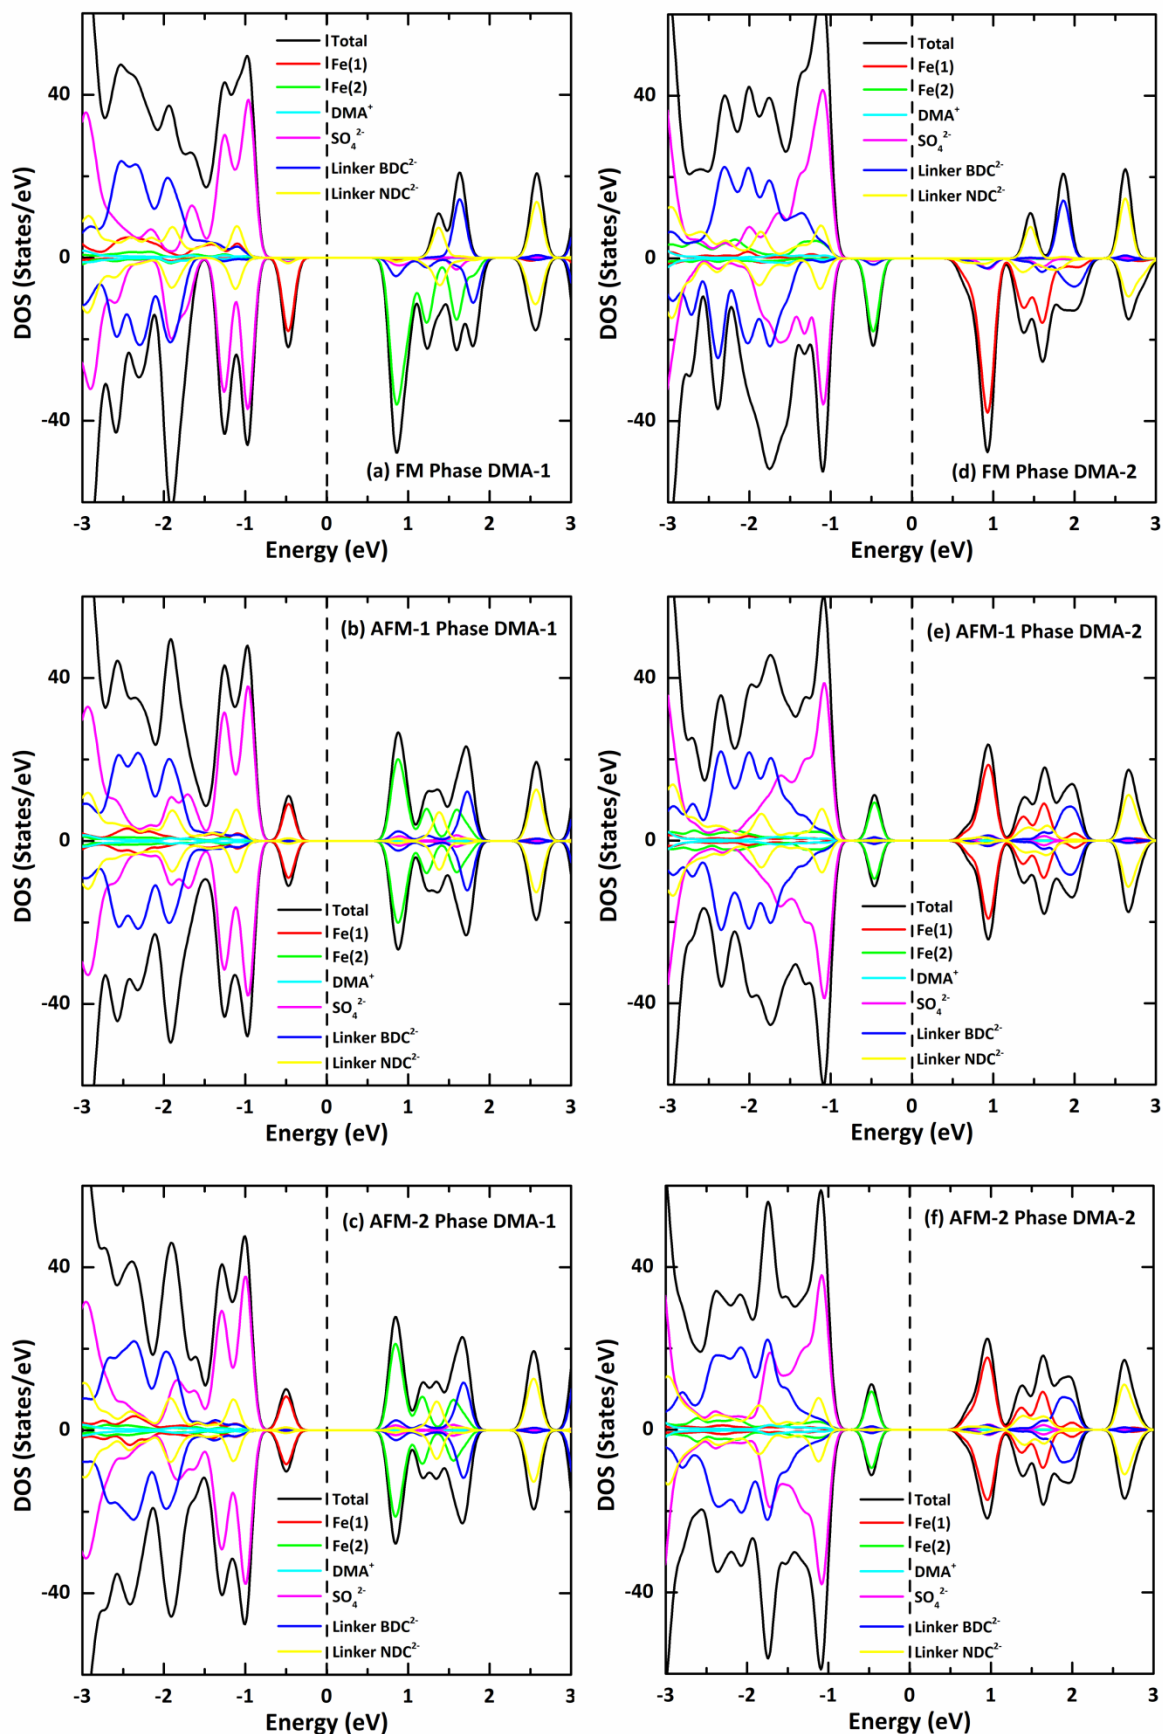 Total
Fe(1)
Fe(2)
DMA⁺
SO₄²⁻
Linker BDC²⁻
Linker NDC²⁻
40
0
-40
DOS (States/eV)
(a) FM Phase DMA-1
-3 -2 -1 0 1 2 3
Energy (eV)
Total
Fe(1)
Fe(2)
DMA⁺
SO₄²⁻
Linker BDC²⁻
Linker NDC²⁻
40
0
-40
DOS (States/eV)
(d) FM Phase DMA-2
-3 -2 -1 0 1 2 3
Energy (eV)
(b) AFM-1 Phase DMA-1
40
0
-40
DOS (States/eV)
Total
Fe(1)
Fe(2)
DMA⁺
SO₄²⁻
Linker BDC²⁻
Linker NDC²⁻
-3 -2 -1 0 1 2 3
Energy (eV)
(e) AFM-1 Phase DMA-2
40
0
-40
DOS (States/eV)
Total
Fe(1)
Fe(2)
DMA⁺
SO₄²⁻
Linker BDC²⁻
Linker NDC²⁻
-3 -2 -1 0 1 2 3
Energy (eV)
(c) AFM-2 Phase DMA-1
40
0
-40
DOS (States/eV)
Total
Fe(1)
Fe(2)
DMA⁺
SO₄²⁻
Linker BDC²⁻
Linker NDC²⁻
-3 -2 -1 0 1 2 3
Energy (eV)
(f) AFM-2 Phase DMA-2
40
0
-40
DOS (States/eV)
Total
Fe(1)
Fe(2)
DMA⁺
SO₄²⁻
Linker BDC²⁻
Linker NDC²⁻
-3 -2 -1 0 1 2 3
Energy (eV)